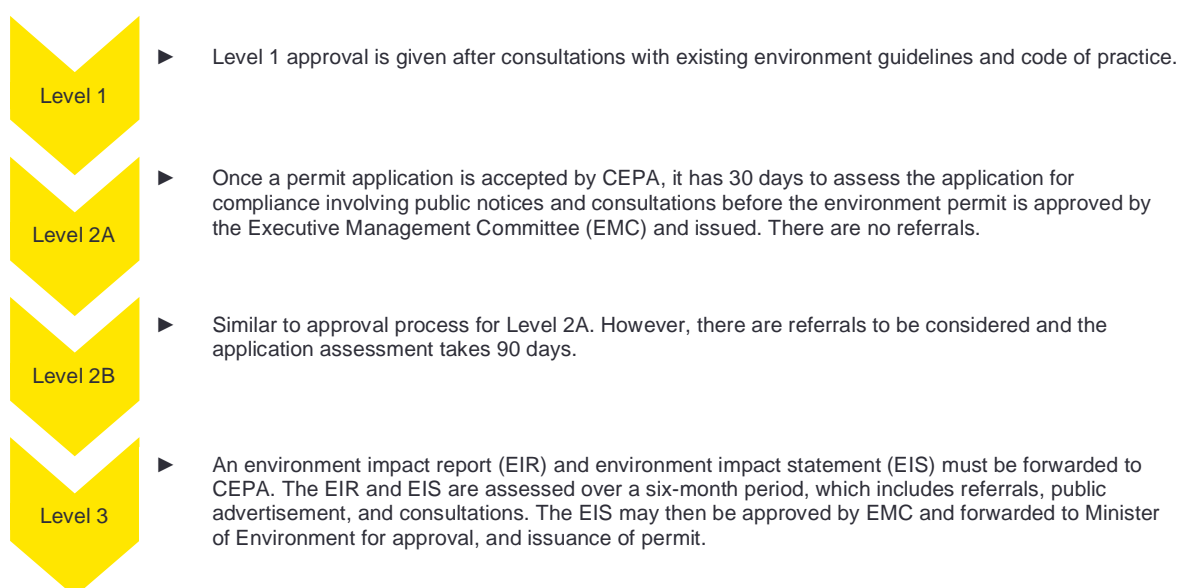 Level 1
► Level 1 approval is given after consultations with existing environment guidelines and code of practice.
Level 2A
► Once a permit application is accepted by CEPA, it has 30 days to assess the application for
compliance involving public notices and consultations before the environment permit is approved by
the Executive Management Committee (EMC) and issued. There are no referrals.
Level 2B
► Similar to approval process for Level 2A. However, there are referrals to be considered and the
application assessment takes 90 days.
Level 3
► An environment impact report (EIR) and environment impact statement (EIS) must be forwarded to
CEPA. The EIR and EIS are assessed over a six-month period, which includes referrals, public
advertisement, and consultations. The EIS may then be approved by EMC and forwarded to Minister
of Environment for approval, and issuance of permit.